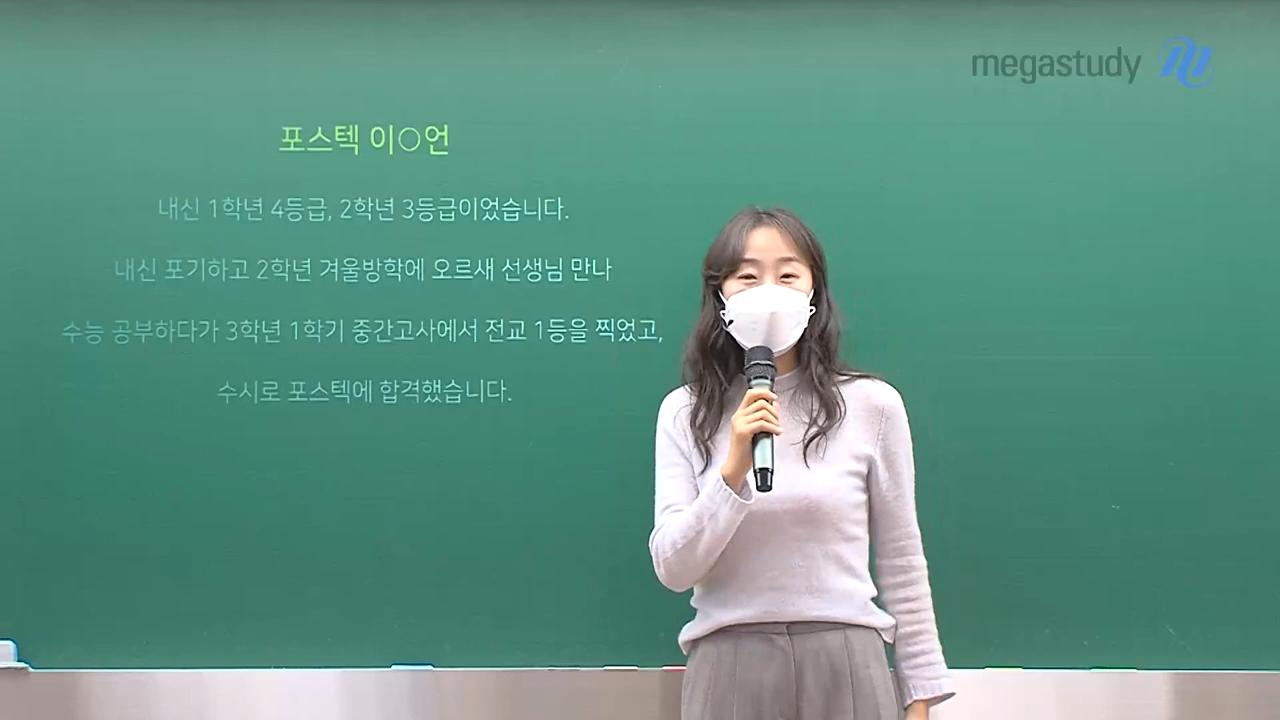 megastudy
포스텍 이○언
내신 1학년 4등급, 2학년 3등급이었습니다.
내신 포기하고 2학년 겨울방학에 오르새 선생님 만나
수능 공부하다가 3학년 1학기 중간고사에서 전교 1등을 찍었고,
수시로 포스텍에 합격했습니다.